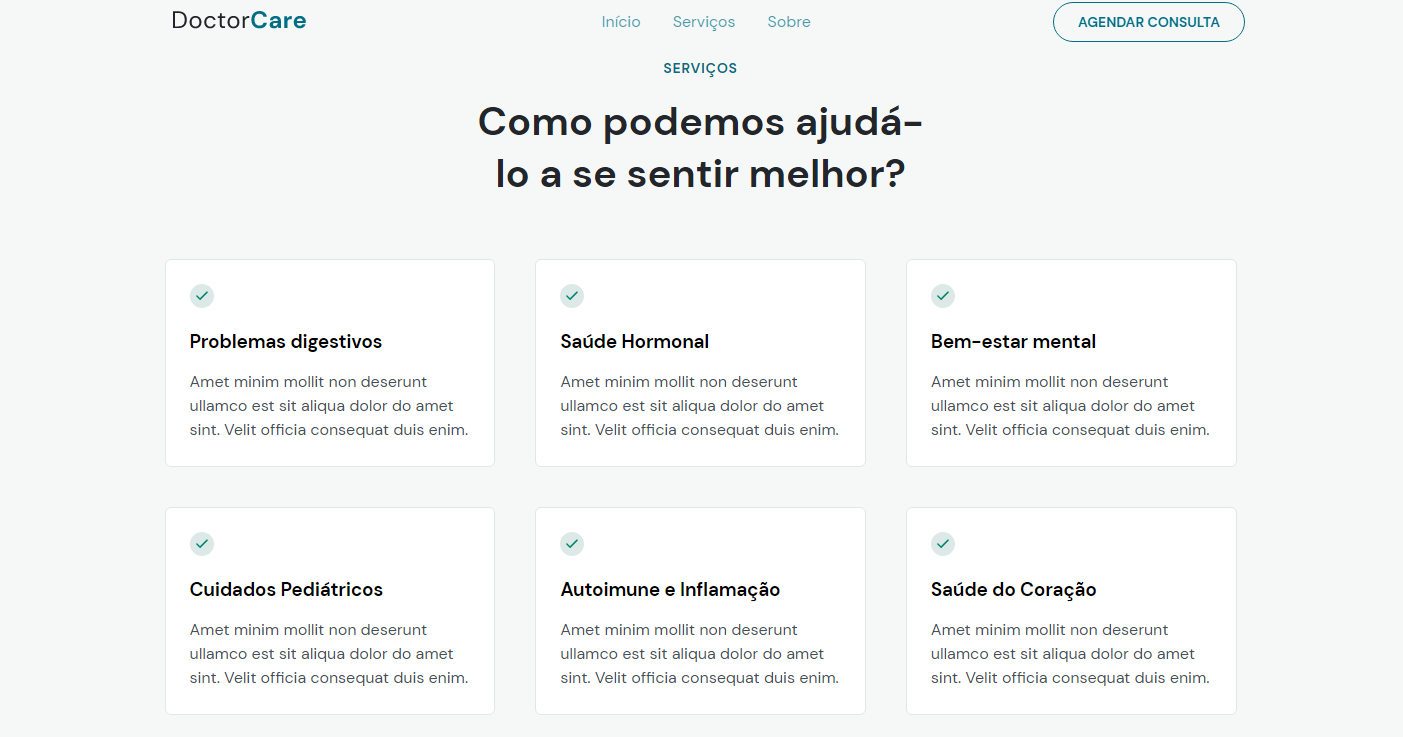 DoctorCare
Início Serviços Sobre
AGENDAR CONSULTA
SERVIÇOS
Como podemos ajudá-
lo a se sentir melhor?
Problemas digestivos
Amet minim mollit non deserunt
ullamco est sit aliqua dolor do amet
sint. Velit officia consequat duis enim.
Saúde Hormonal
Amet minim mollit non deserunt
ullamco est sit aliqua dolor do amet
sint. Velit officia consequat duis enim.
Bem-estar mental
Amet minim mollit non deserunt
ullamco est sit aliqua dolor do amet
sint. Velit officia consequat duis enim.
Cuidados Pediátricos
Amet minim mollit non deserunt
ullamco est sit aliqua dolor do amet
sint. Velit officia consequat duis enim.
Autoimune e Inflamação
Amet minim mollit non deserunt
ullamco est sit aliqua dolor do amet
sint. Velit officia consequat duis enim.
Saúde do Coração
Amet minim mollit non deserunt
ullamco est sit aliqua dolor do amet
sint. Velit officia consequat duis enim.